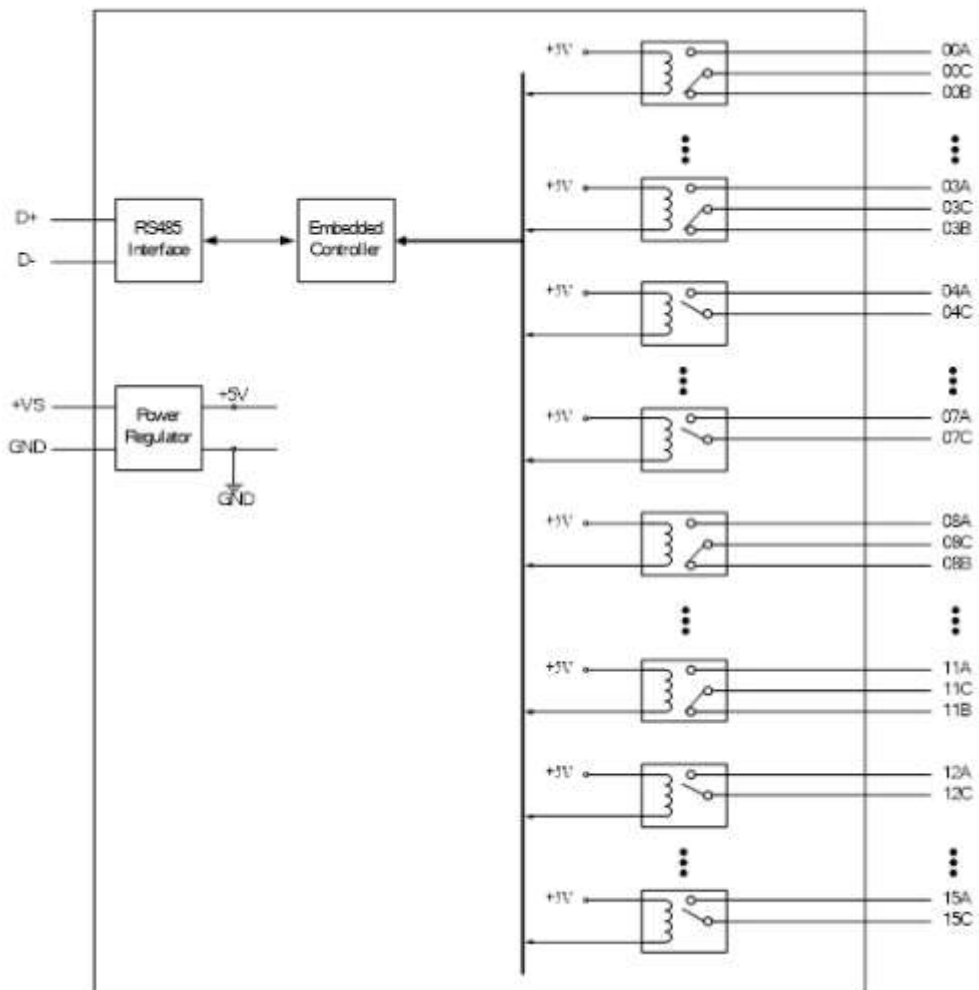 +5V
00A
00C
00B
+5V
03A
03C
03B
D+
D-
RS485
Interface
Embedded
Controller
+5V
04A
04C
+VS
GND
Power
Regulator
+5V
GND
+5V
07A
07C
+5V
08A
08C
08B
+5V
11A
11C
11B
+5V
12A
12C
+5V
15A
15C